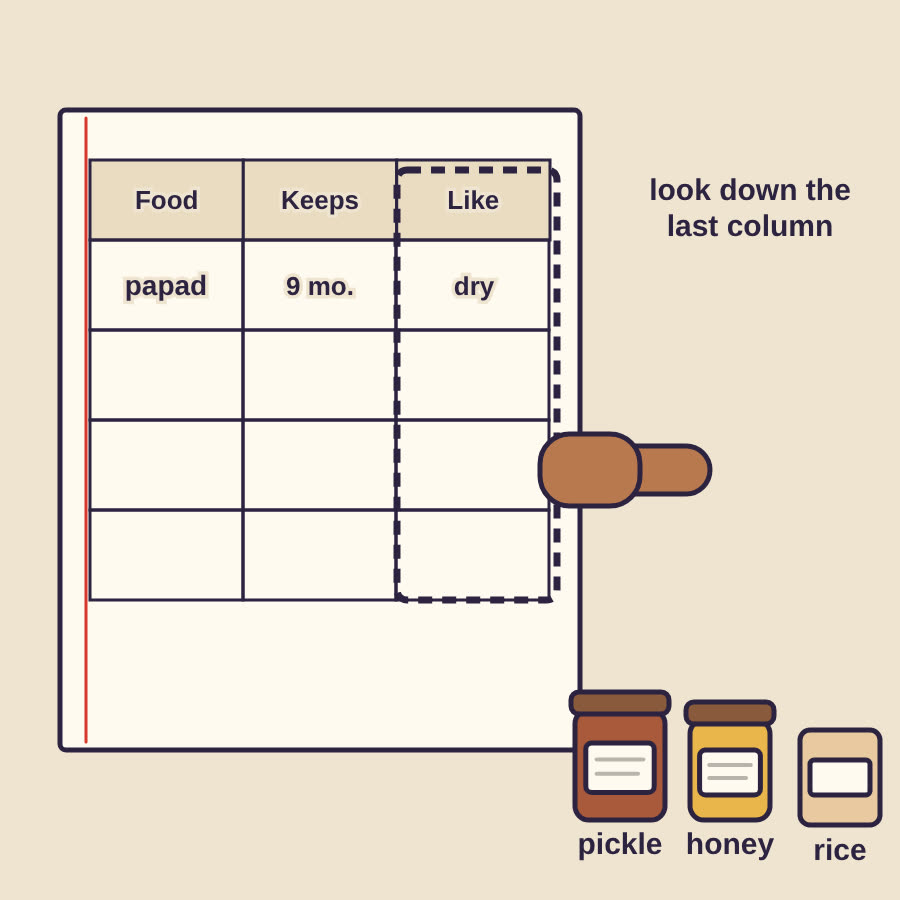 look down the
last column
Food Keeps Like
papad 9 mo. dry
pickle honey rice